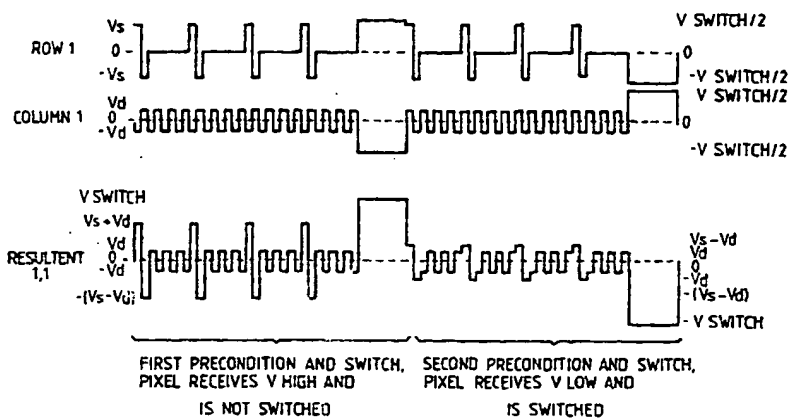 Vs
ROW 1
0
-Vs
V SWITCH/2
0
-V SWITCH/2
Vd
COLUMN 1
0
-Vd
V SWITCH/2
0
-V SWITCH/2
V SWITCH
Vs+Vd
Vd
RESULTENT
1,1
0
-Vd
-(Vs-Vd)
Vs-Vd
Vd
0
-Vd
-(Vs-Vd)
-V SWITCH
FIRST PRECONDITION AND SWITCH,
PIXEL RECEIVES V HIGH AND
IS NOT SWITCHED
SECOND PRECONDITION AND SWITCH,
PIXEL RECEIVES V LOW AND
IS SWITCHED